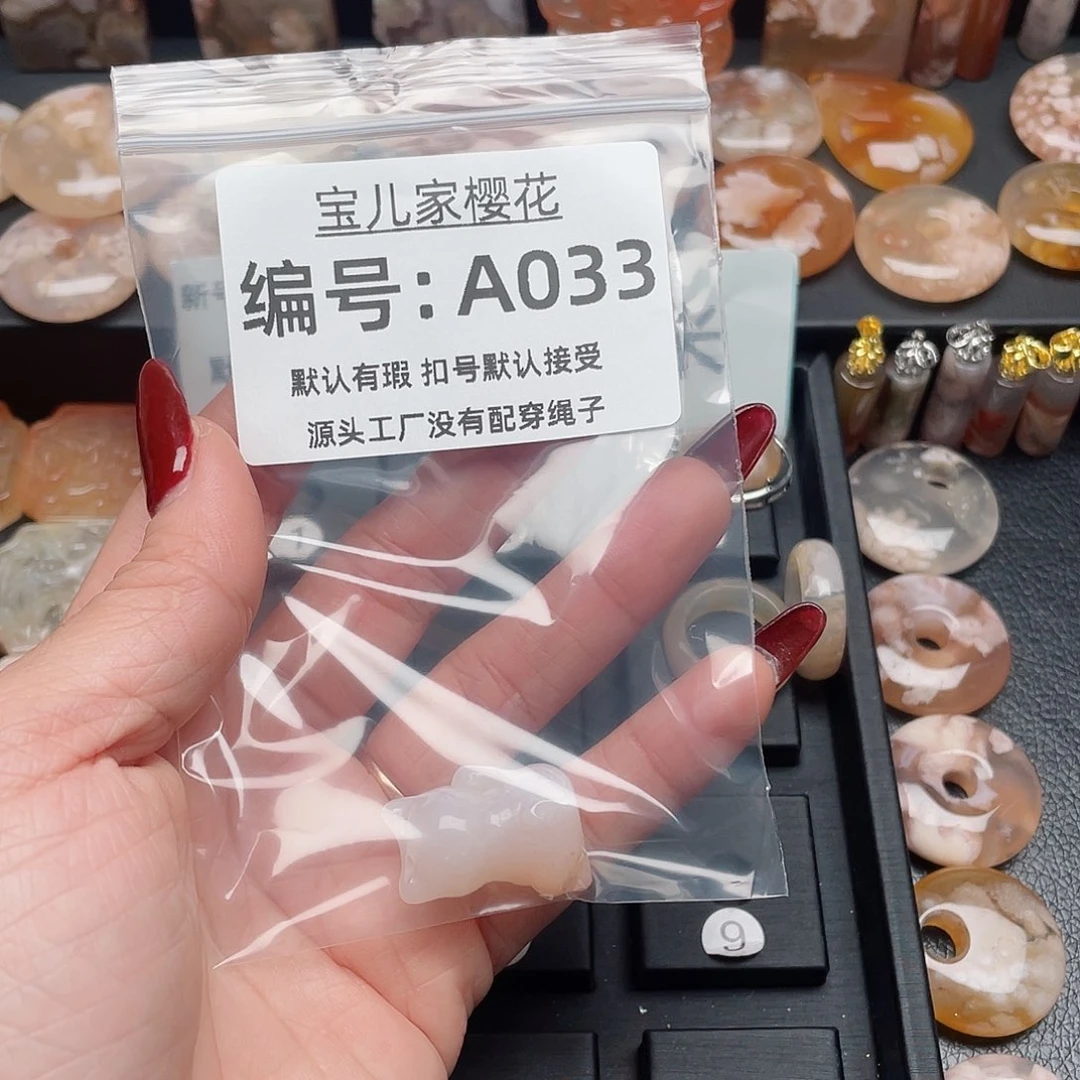 宝儿家樱花
编号:A033
默认有瑕 扣号默认接受
源头工厂没有配穿绳子
9